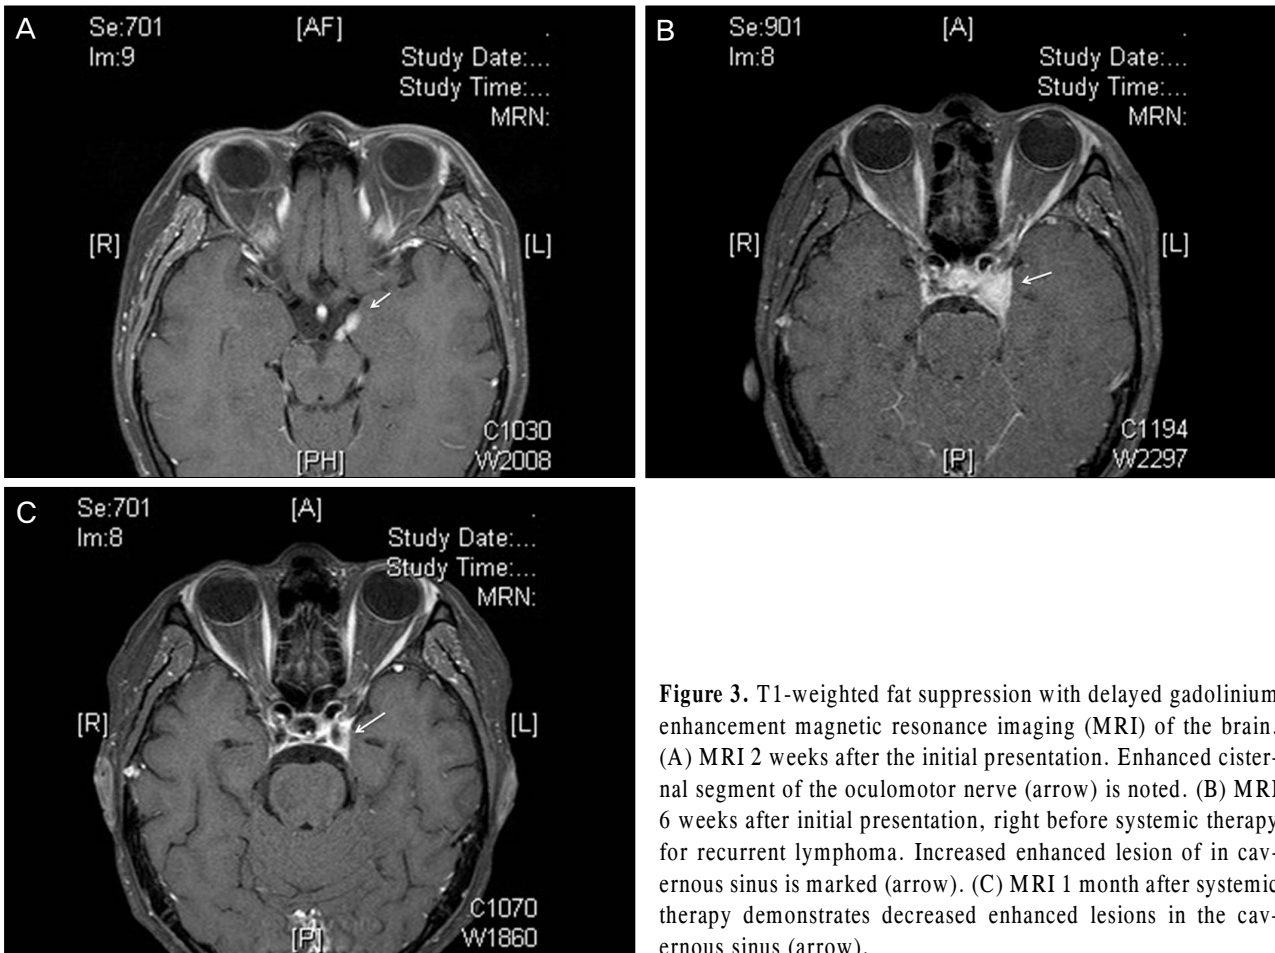 A
Se:701
[AF]
.
Im:9
Study Date:...
Study Time:...
MRN:
[R]
[L]
C1030
[PH]
W2008
B
Se:901
[A]
.
Im:8
Study Date:...
Study Time:...
MRN:
[R]
[L]
C1194
[P]
W2297
C
Se:701
[A]
.
Im:8
Study Date:...
Study Time:...
MRN:
[R]
[L]
C1070
[P]
W1860
Figure 3. T1-weighted fat suppression with delayed gadolinium
enhancement magnetic resonance imaging (MRI) of the brain.
(A) MRI 2 weeks after the initial presentation. Enhanced cister-
nal segment of the oculomotor nerve (arrow) is noted. (B) MRI
6 weeks after initial presentation, right before systemic therapy
for recurrent lymphoma. Increased enhanced lesion of in cav-
ernous sinus is marked (arrow). (C) MRI 1 month after systemic
therapy demonstrates decreased enhanced lesions in the cav-
ernous sinus (arrow).